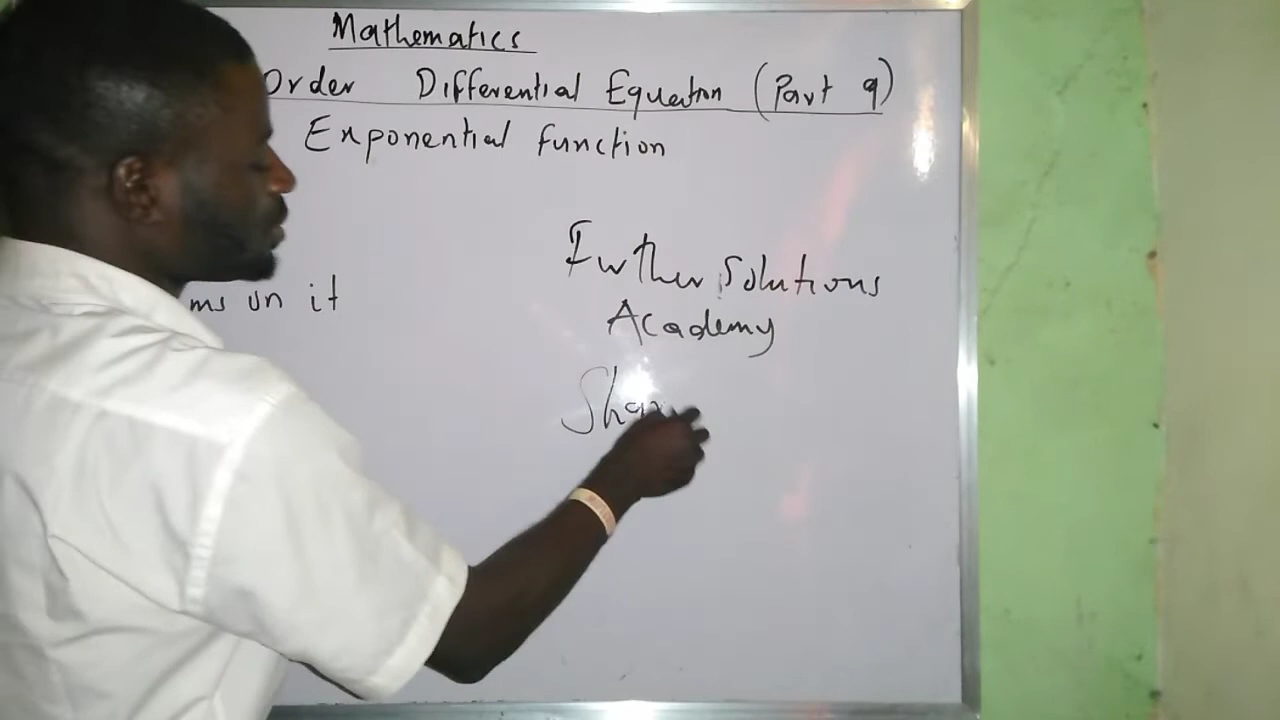 Mathematics
Order Differential Equation (Part 9)
Exponential function
Further Solutions
Academy
ms on it